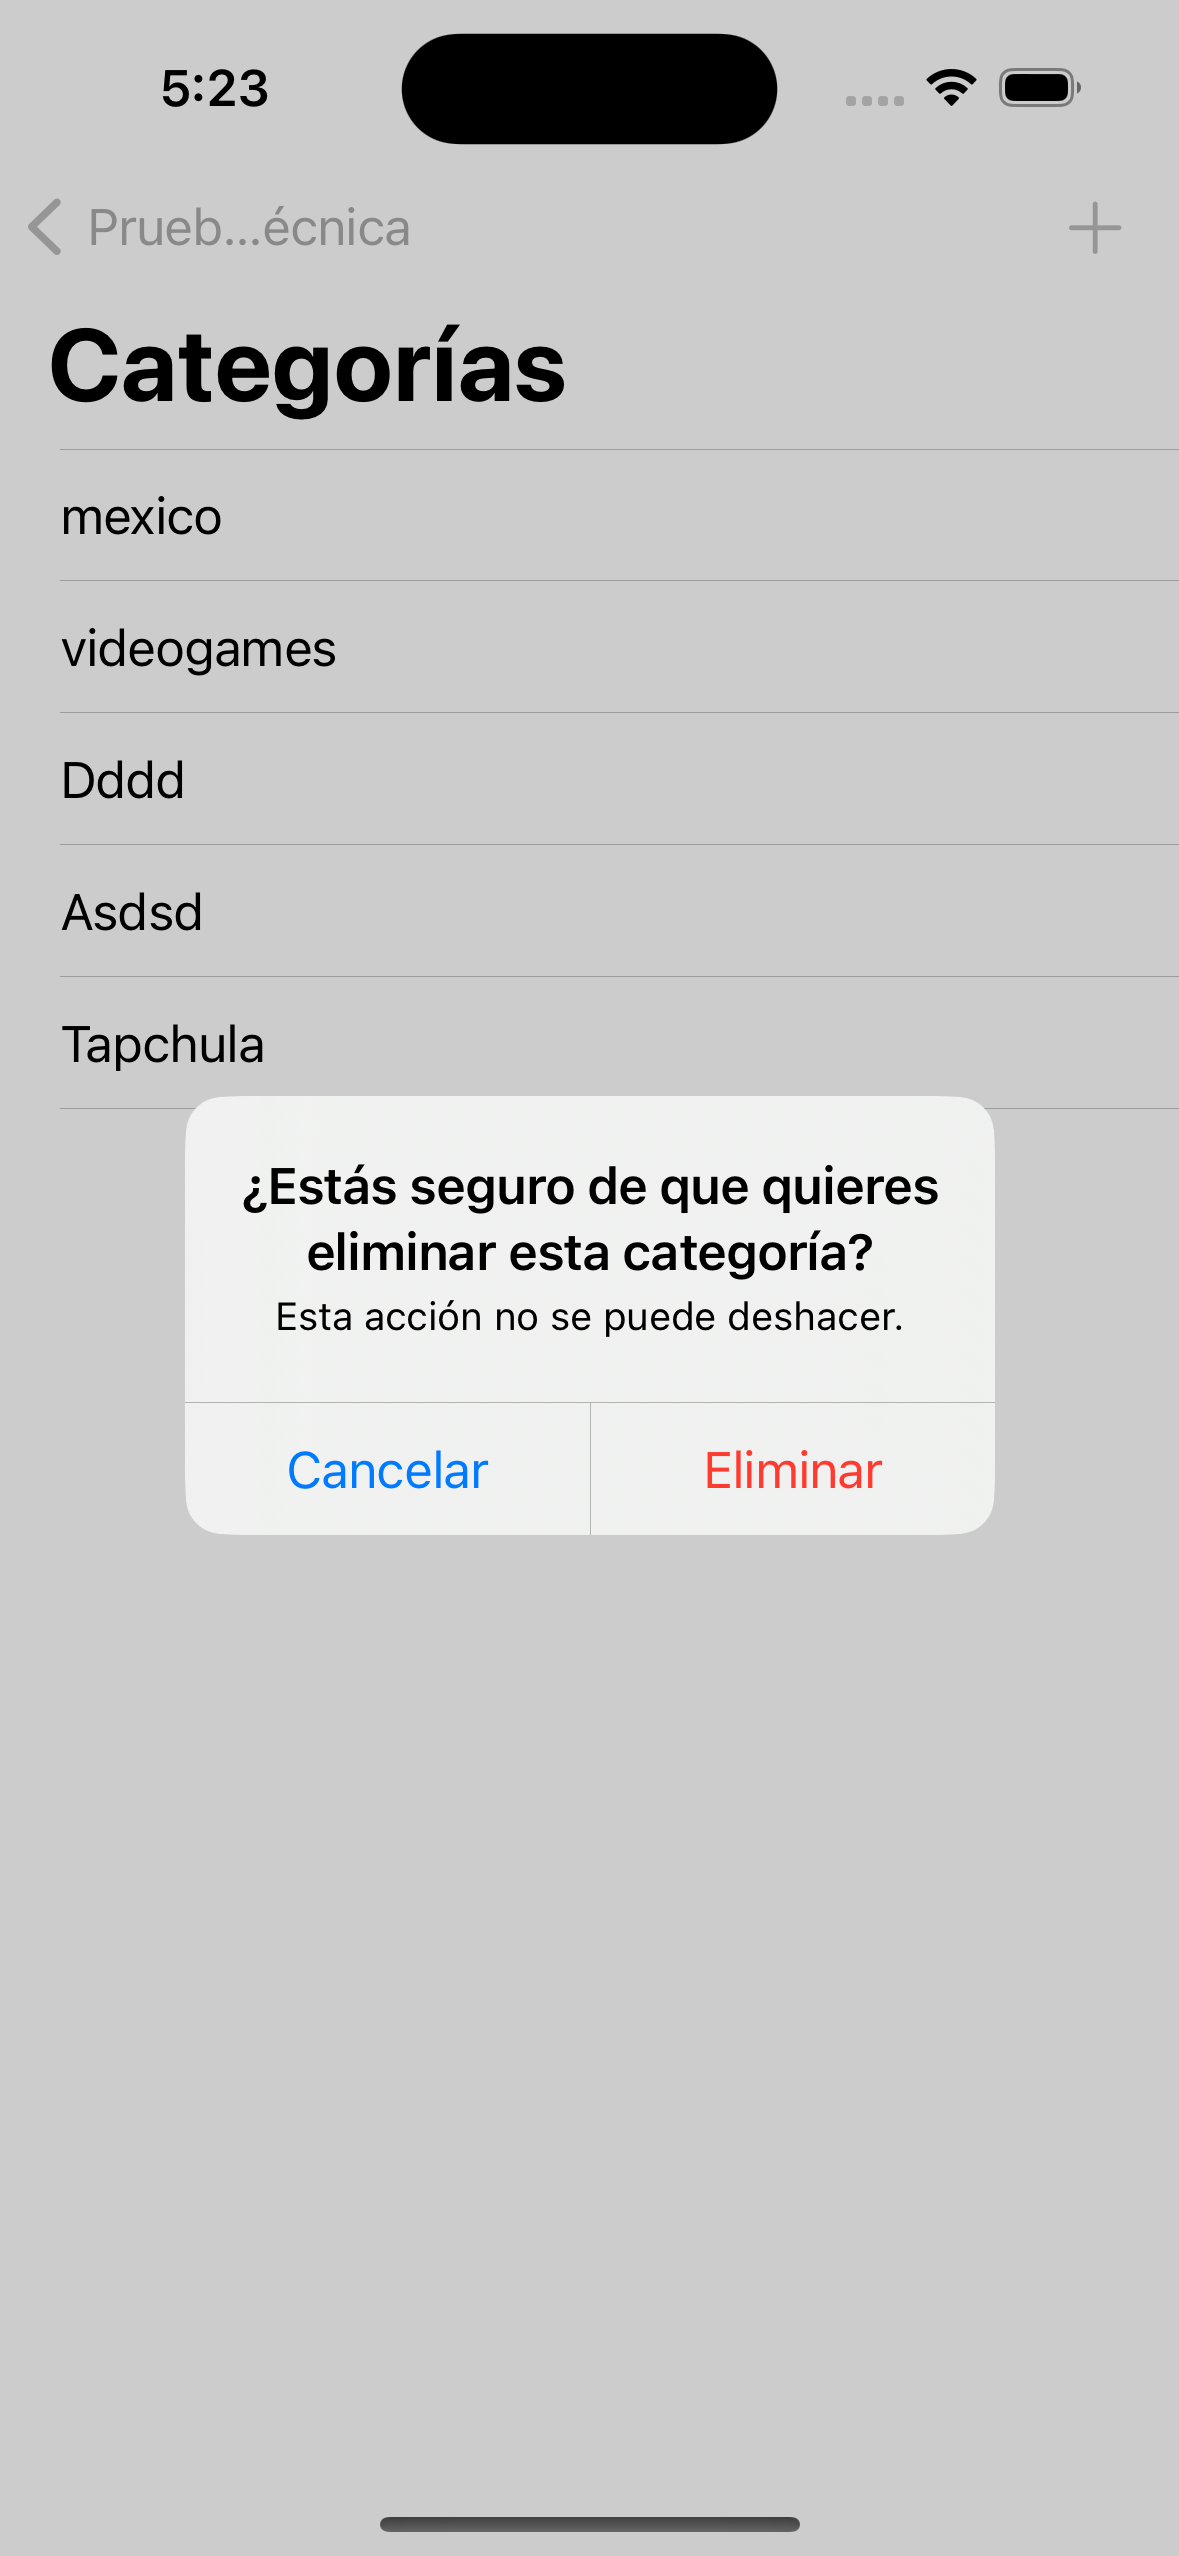 5:23
Prueb...écnica
Categorías
mexico
videogames
Dddd
Asdsd
Tapchula
¿Estás seguro de que quieres
eliminar esta categoría?
Esta acción no se puede deshacer.
Cancelar
Eliminar